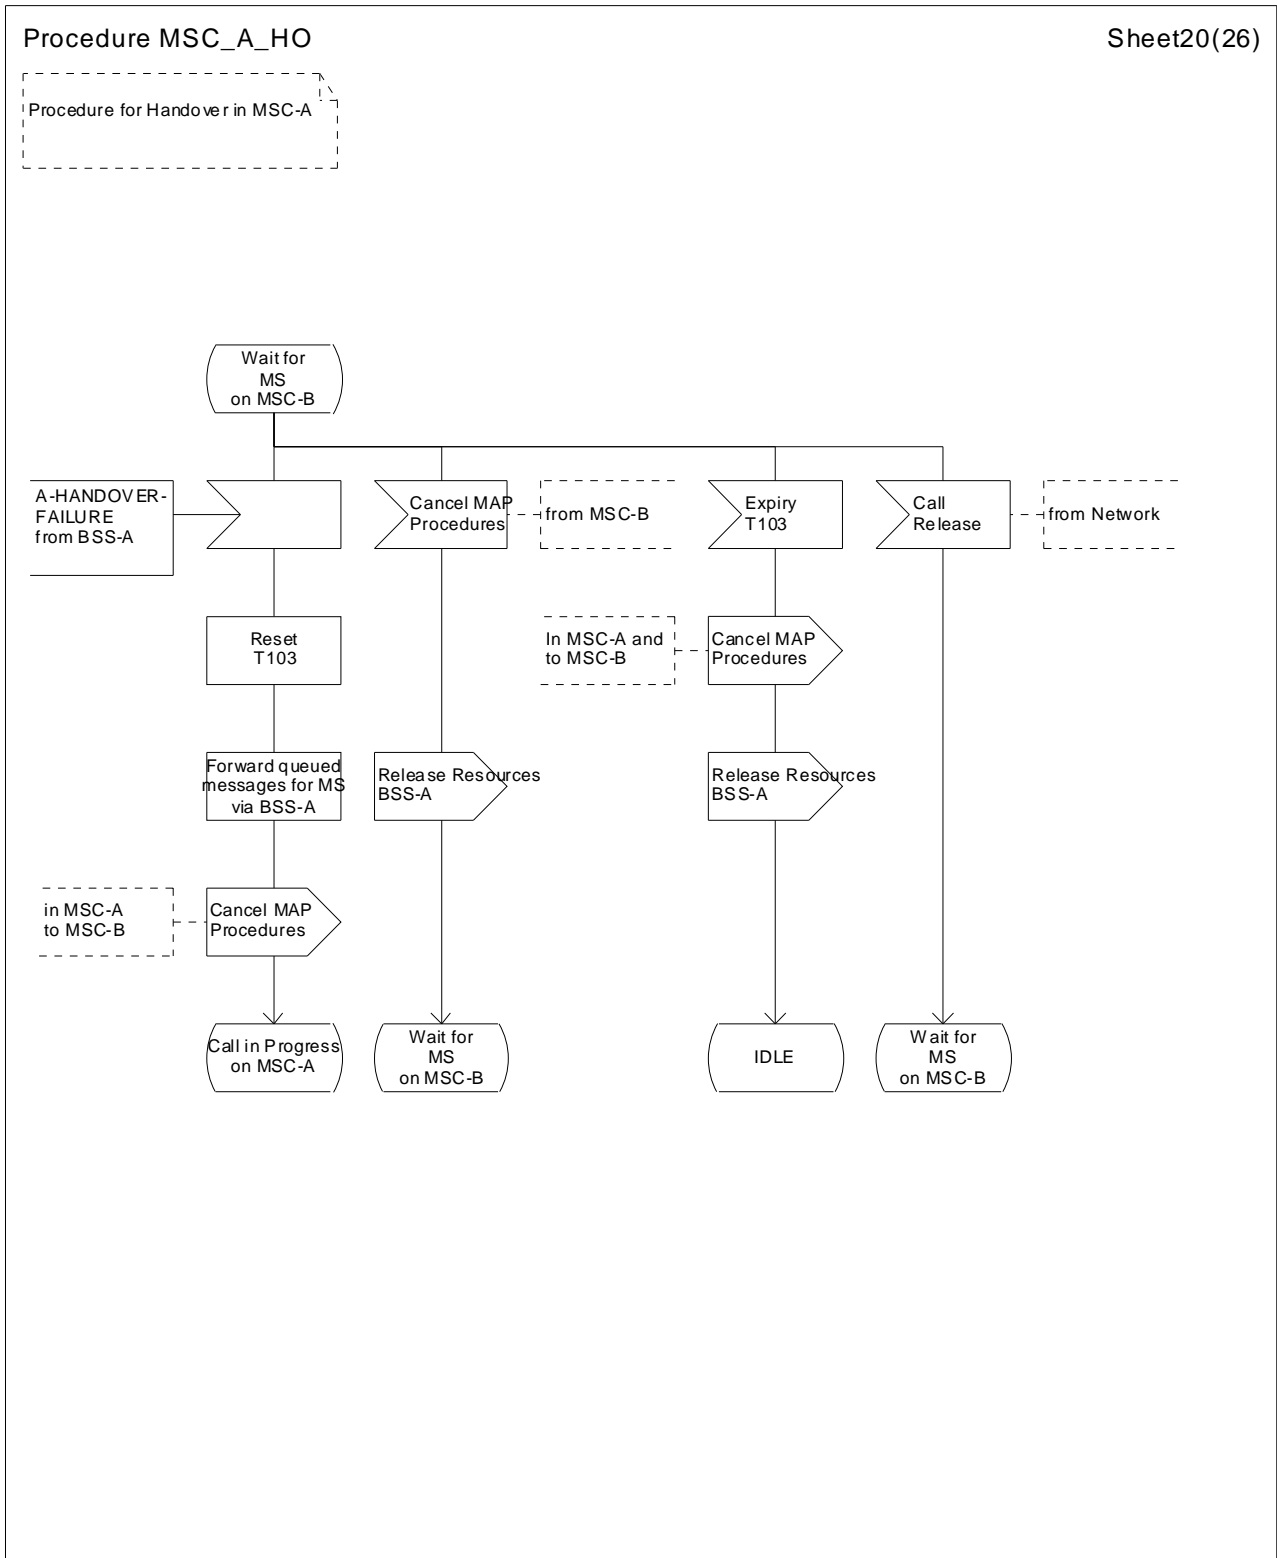 Procedure MSC_A_HO
Sheet20(26)
Procedure for Handover in MSC-A
Wait for
MS
on MSC-B
A-HANDOVER-
FAILURE
from BSS-A
Cancel MAP
Procedures
from MSC-B
Expiry
T103
Call
Release
from Network
Reset
T103
In MSC-A and
to MSC-B
Cancel MAP
Procedures
Forward queued
messages for MS
via BSS-A
Release Resources
BSS-A
Release Resources
BSS-A
in MSC-A
to MSC-B
Cancel MAP
Procedures
Call in Progress
on MSC-A
Wait for
MS
on MSC-B
IDLE
Wait for
MS
on MSC-B